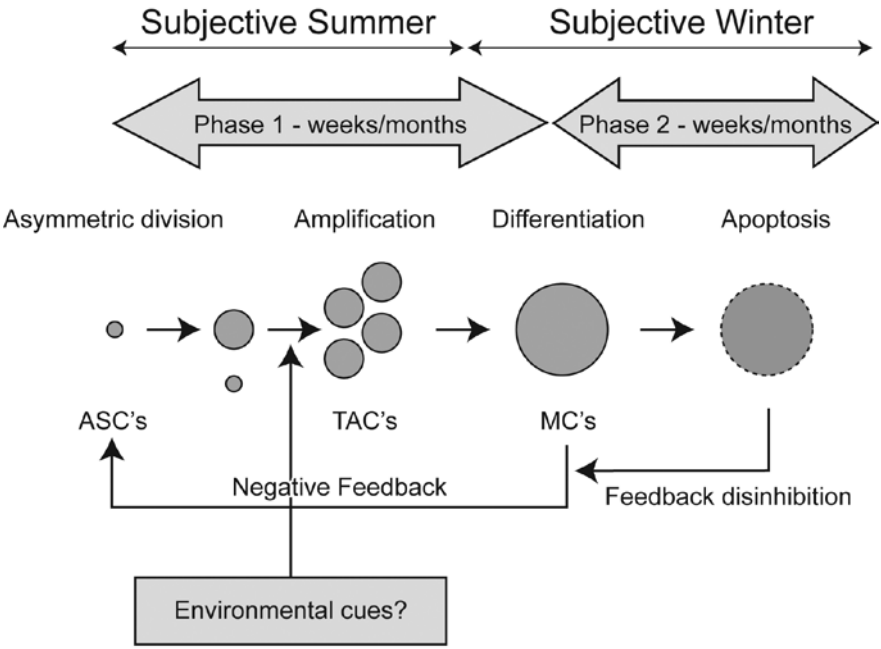 Subjective Summer
Subjective Winter
Phase 1 - weeks/months
Phase 2 - weeks/months
Asymmetric division
Amplification
Differentiation
Apoptosis
ASC's
TAC's
MC's
Negative Feedback
Feedback disinhibition
Environmental cues?